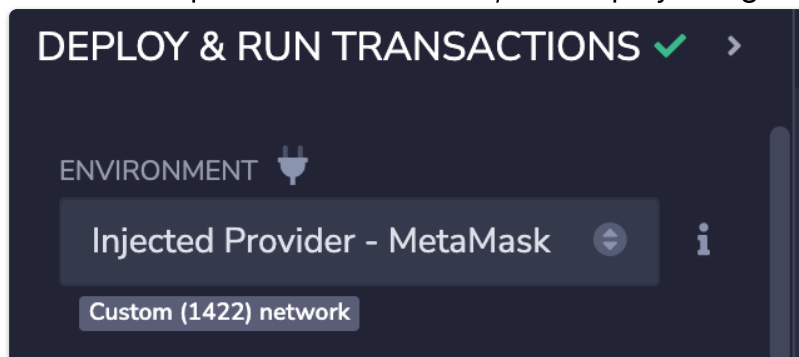 DEPLOY & RUN TRANSACTIONS
ENVIRONMENT
Injected Provider - MetaMask
Custom (1422) network